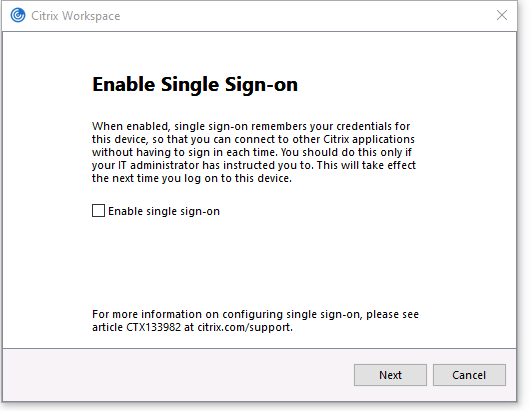 Citrix Workspace
Enable Single Sign-on
When enabled, single sign-on remembers your credentials for
this device, so that you can connect to other Citrix applications
without having to sign in each time. You should do this only if
your IT administrator has instructed you to. This will take effect
the next time you log on to this device.
Enable single sign-on
For more information on configuring single sign-on, please see
article CTX133982 at citrix.com/support.
Next Cancel